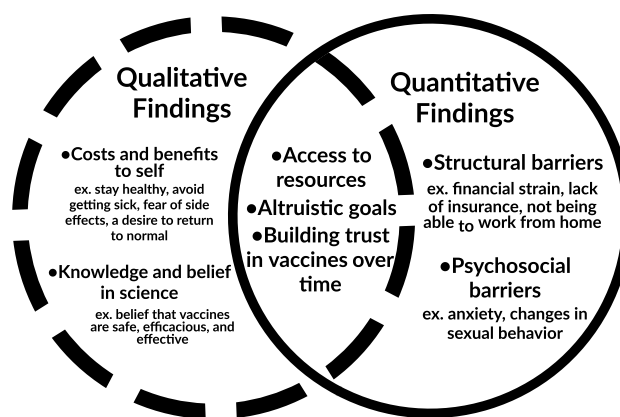 Qualitative
Findings
●Costs and benefits
to self
ex. stay healthy, avoid
getting sick, fear of side
effects, a desire to return
to normal
●Knowledge and belief
in science
ex. belief that vaccines
are safe, efficacious, and
effective
●Access to
resources
●Altruistic goals
●Building trust
in vaccines over
time
Quantitative
Findings
●Structural barriers
ex. financial strain, lack
of insurance, not being
able to work from home
●Psychosocial
barriers
ex. anxiety, changes in
sexual behavior